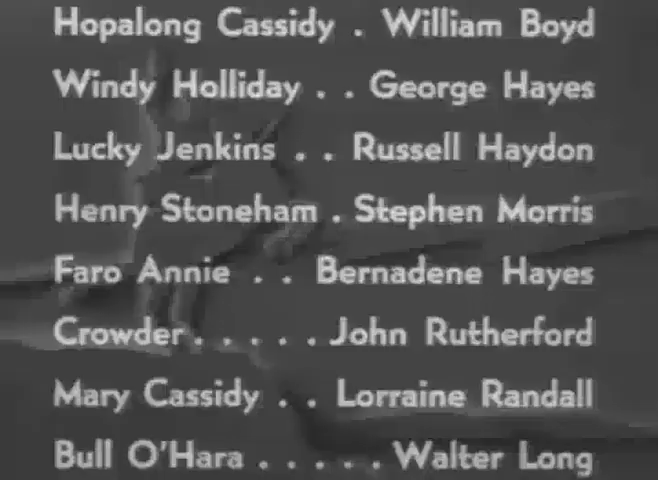 Hopalong Cassidy . William Boyd
Windy Holliday . . George Hayes
Lucky Jenkins . . Russell Haydon
Henry Stoneham . Stephen Morris
Faro Annie . . Bernadene Hayes
Crowder . . . . . John Rutherford
Mary Cassidy . . Lorraine Randall
Bull O'Hara . . . . . Walter Long